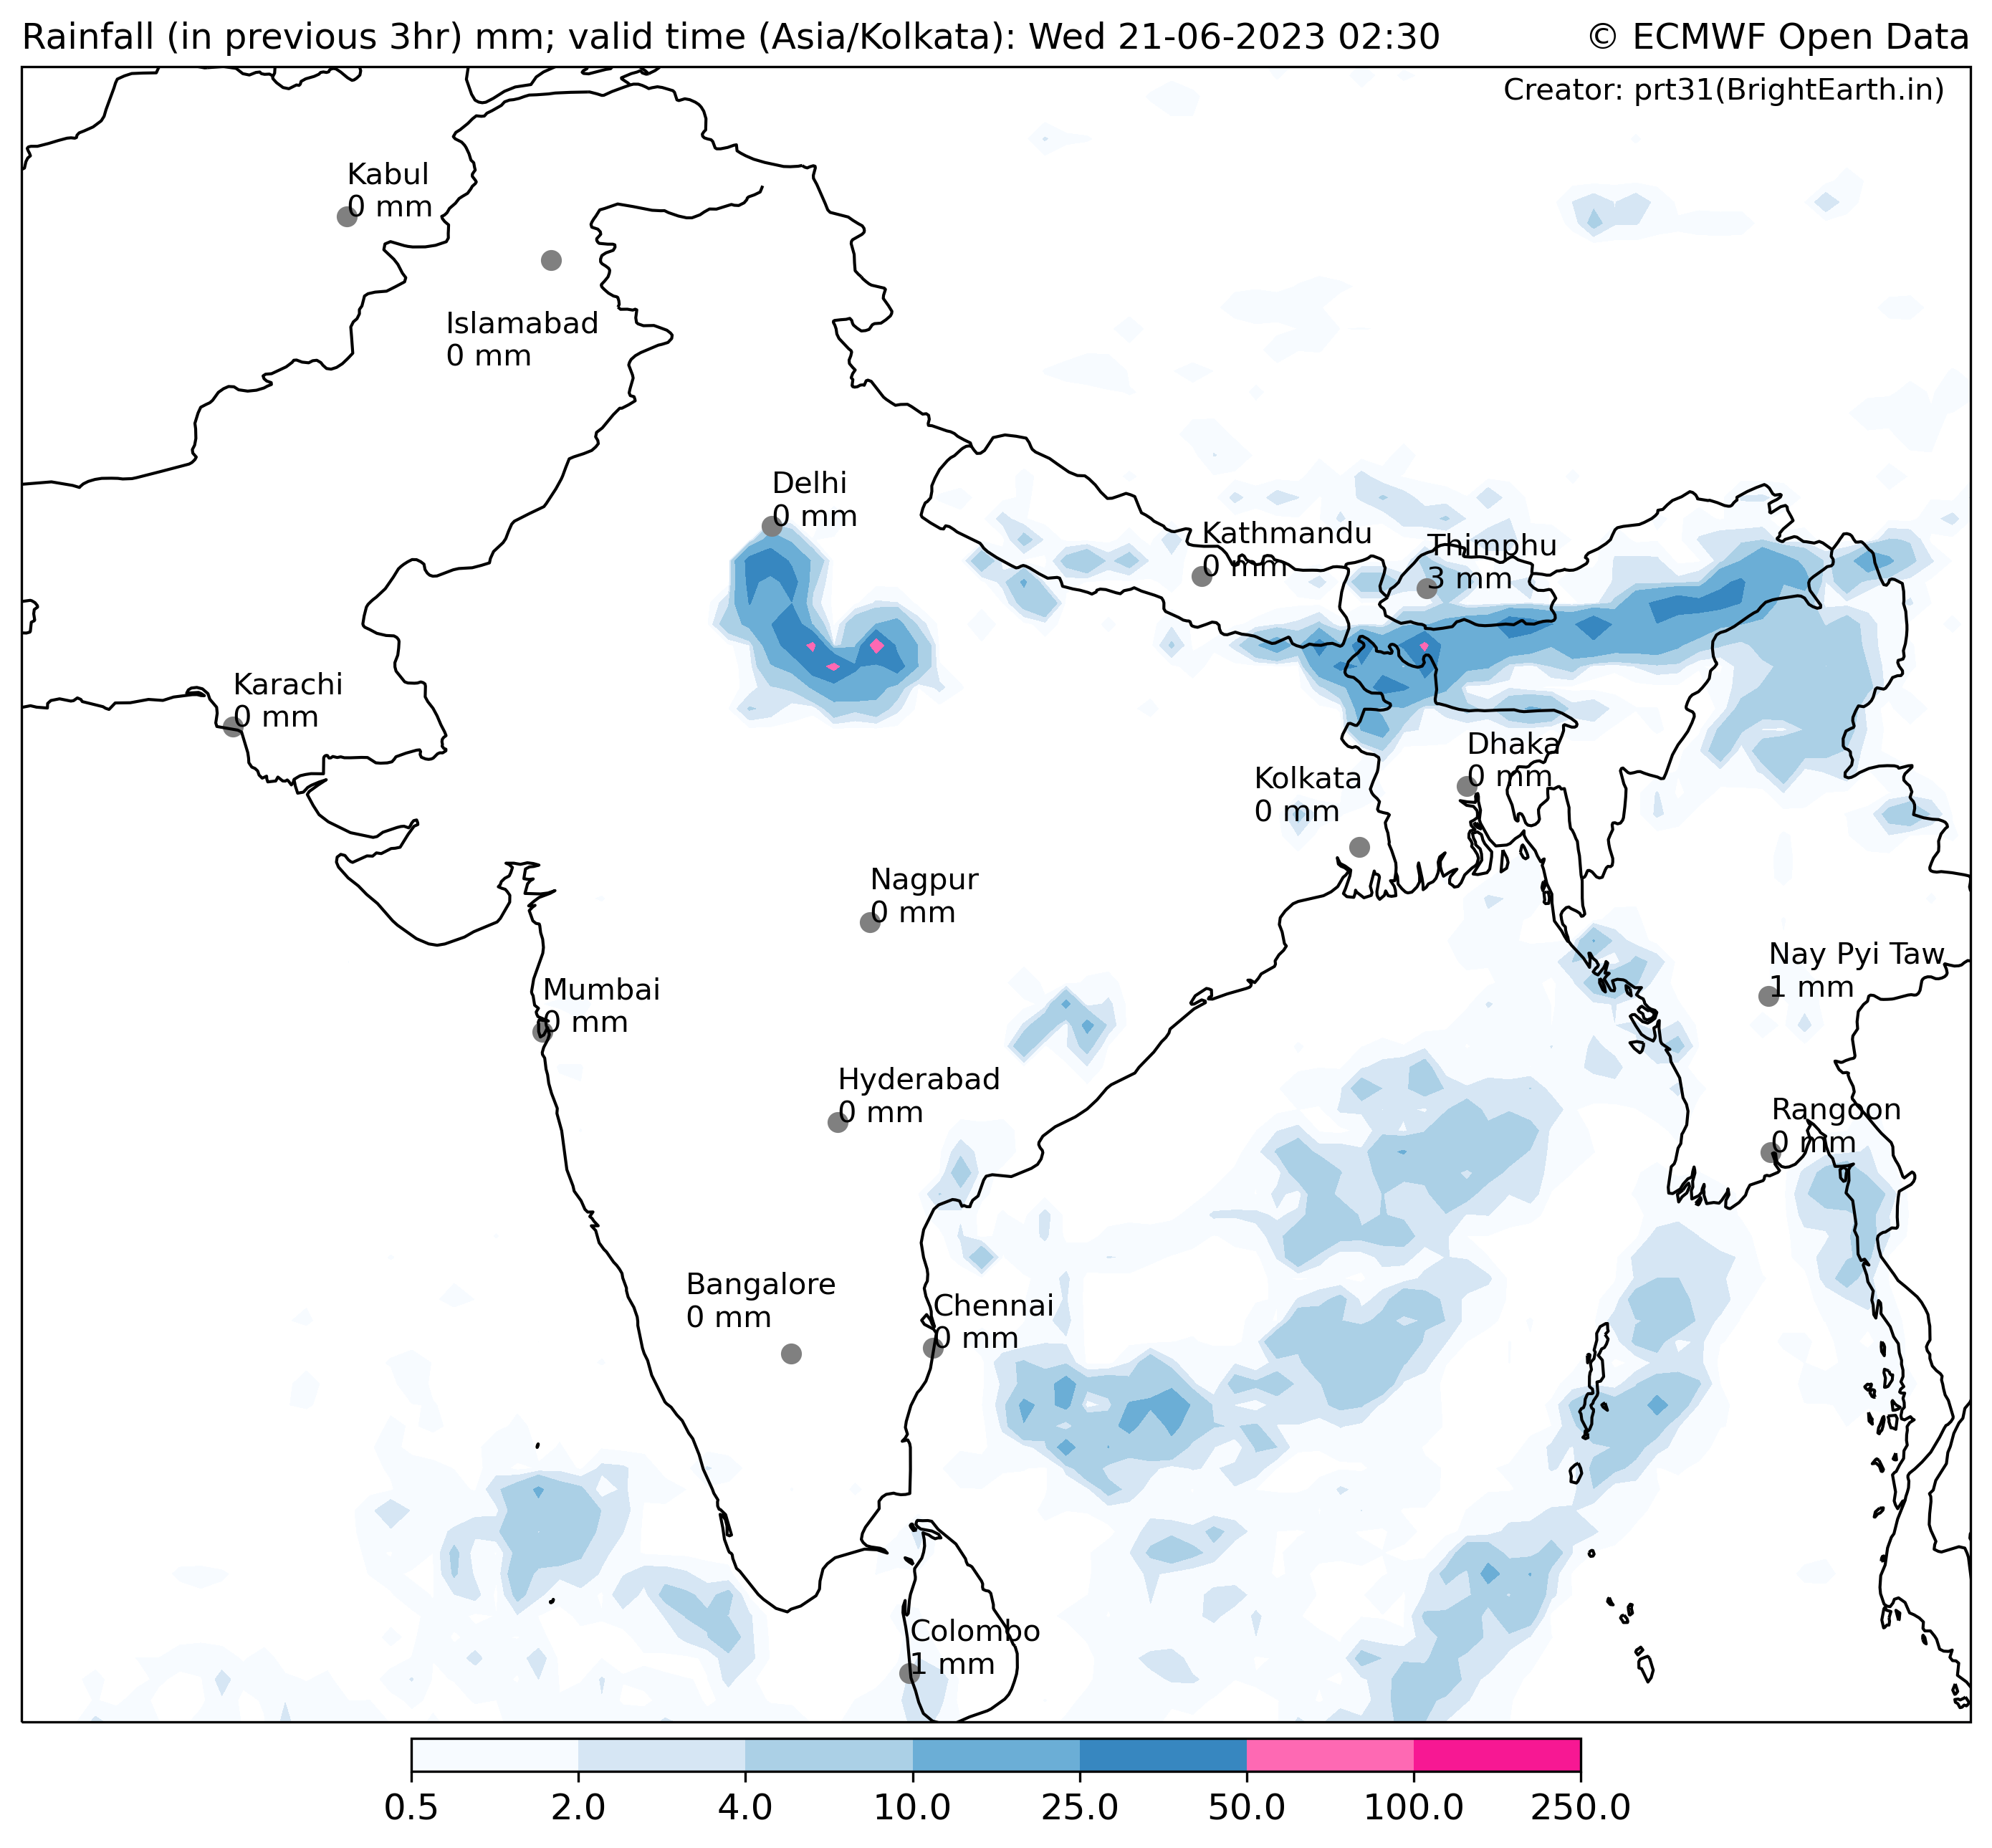 Rainfall (in previous 3hr) mm; valid time (Asia/Kolkata): Wed 21-06-2023 02:30
© ECMWF Open Data
Creator: prt31(BrightEarth.in)
Kabul
0 mm
Islamabad
0 mm
Delhi
0 mm
Kathmandu
0 mm
Thimphu
3 mm
Karachi
0 mm
Dhaka
0 mm
Kolkata
0 mm
Nagpur
0 mm
Nay Pyi Taw
1 mm
Mumbai
0 mm
Hyderabad
0 mm
Rangoon
0 mm
Bangalore
0 mm
Chennai
0 mm
Colombo
1 mm
0.5 2.0 4.0 10.0 25.0 50.0 100.0 250.0